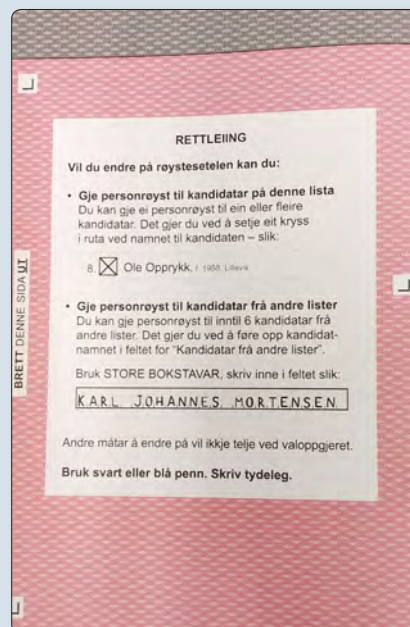 RETTLEIING
Vil du endre på røystesetelen kan du:
• Gje personrøyst til kandidatar på denne lista
Du kan gje ei personrøyst til ein eller fleire
kandidatar. Det gjer du ved å setje eit kryss
i ruta ved namnet til kandidaten – slik:
8. Ole Opprykk, / 1958, Lillevik
• Gje personrøyst til kandidatar frå andre lister
Du kan gje personrøyst til inntil 6 kandidatar frå
andre lister. Det gjer du ved å føre opp kandidat-
namnet i feltet for "Kandidatar frå andre lister".
Bruk STORE BOKSTAVAR, skriv inne i feltet slik:
KARL JOHANNES MORTENSEN
Andre måtar å endre på vil ikkje telje ved valoppgjeret.
Bruk svart eller blå penn. Skriv tydeleg.
BRETT DENNE SIDA UT